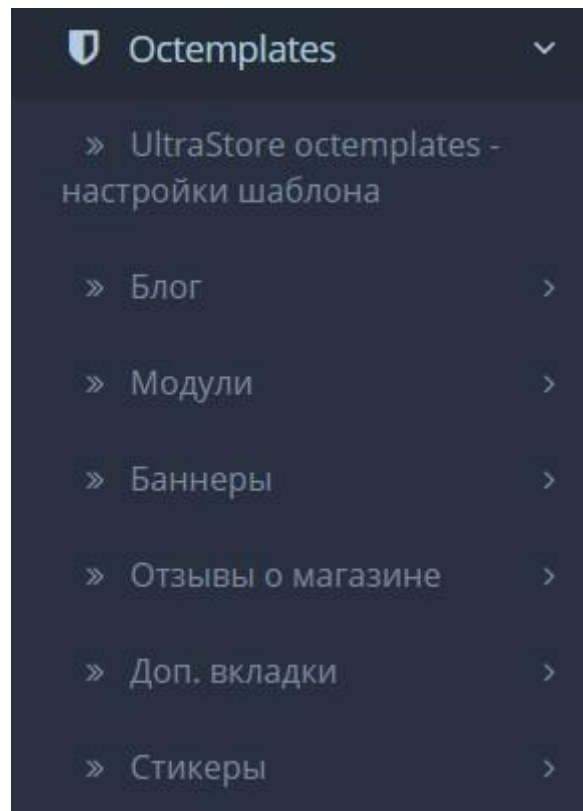 Octemplates
UltraStore octemplates -
настройки шаблона
Блог
Модули
Баннеры
Отзывы о магазине
Доп. вкладки
Стикеры